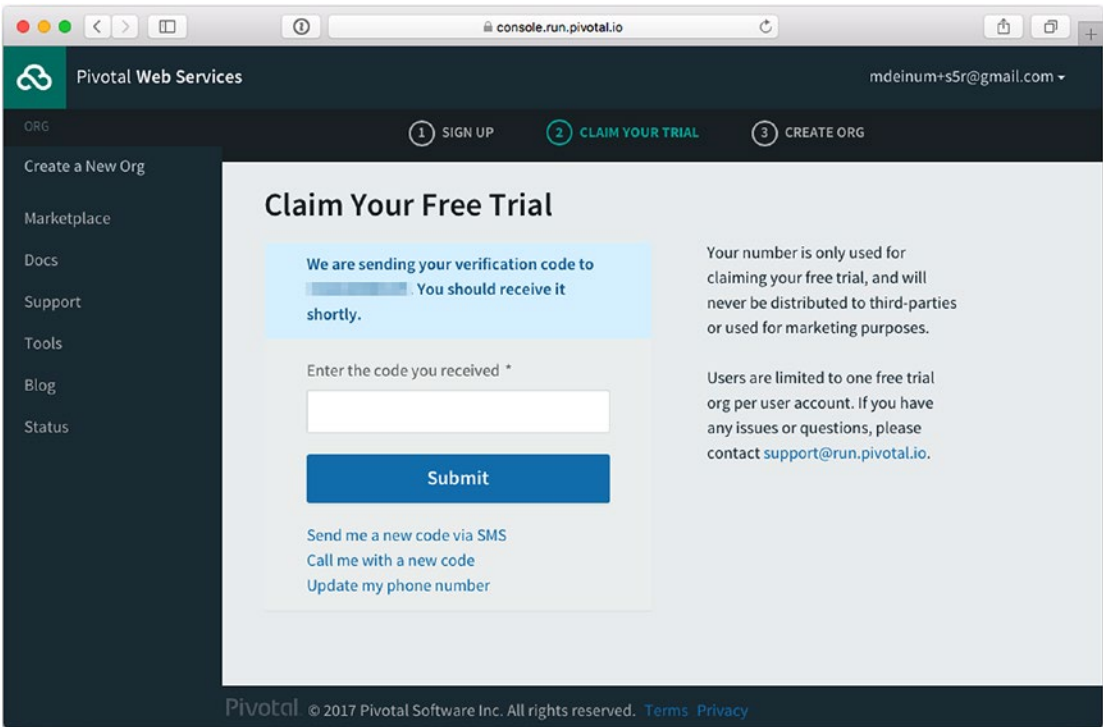 console.run.pivotal.io
Pivotal Web Services
mdeinum+s5r@gmail.com
ORG
1 SIGN UP
2 CLAIM YOUR TRIAL
3 CREATE ORG
Create a New Org
Marketplace
Docs
Support
Tools
Blog
Status
Claim Your Free Trial
We are sending your verification code to
. You should receive it
shortly.
Enter the code you received *
Submit
Send me a new code via SMS
Call me with a new code
Update my phone number
Your number is only used for
claiming your free trial, and will
never be distributed to third-parties
or used for marketing purposes.
Users are limited to one free trial
org per user account. If you have
any issues or questions, please
contact support@run.pivotal.io.
Pivotal. © 2017 Pivotal Software Inc. All rights reserved. Terms Privacy